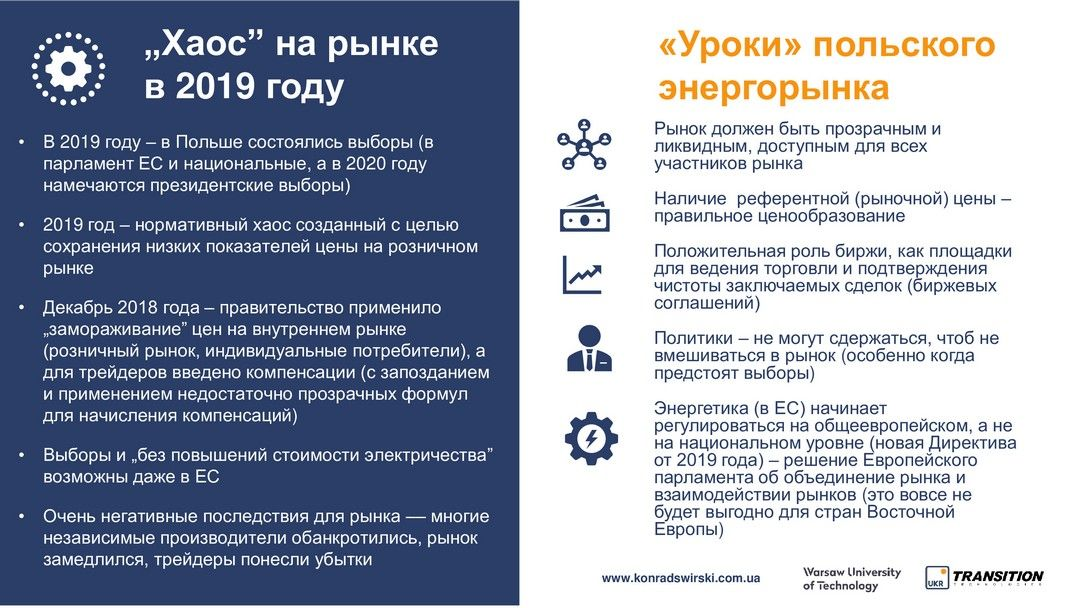 „Хаос” на рынке
в 2019 году
• В 2019 году – в Польше состоялись выборы (в
парламент ЕС и национальные, а в 2020 году
намечаются президентские выборы)
• 2019 год – нормативный хаос созданный с целью
сохранения низких показателей цены на розничном
рынке
• Декабрь 2018 года – правительство применило
„замораживание” цен на внутреннем рынке
(розничный рынок, индивидуальные потребители), а
для трейдеров введено компенсации (с запозданием
и применением недостаточно прозрачных формул
для начисления компенсаций)
• Выборы и „без повышений стоимости электричества”
возможны даже в ЕС
• Очень негативные последствия для рынка — многие
независимые производители обанкротились, рынок
замедлился, трейдеры понесли убытки
«Уроки» польского
энергорынка
Рынок должен быть прозрачным и
ликвидным, доступным для всех
участников рынка
Наличие референтной (рыночной) цены –
правильное ценообразование
Положительная роль биржи, как площадки
для ведения торговли и подтверждения
чистоты заключаемых сделок (биржевых
соглашений)
Политики – не могут сдержаться, чтоб не
вмешиваться в рынок (особенно когда
предстоят выборы)
Энергетика (в ЕС) начинает
регулироваться на общеевропейском, а не
на национальном уровне (новая Директива
от 2019 года) – решение Европейского
парламента об объединение рынка и
взаимодействии рынков (это вовсе не
будет выгодно для стран Восточной
Европы)
www.konradswirski.com.ua
Warsaw University
of Technology
UKR
TRANSITION
TECHNOLOGIES